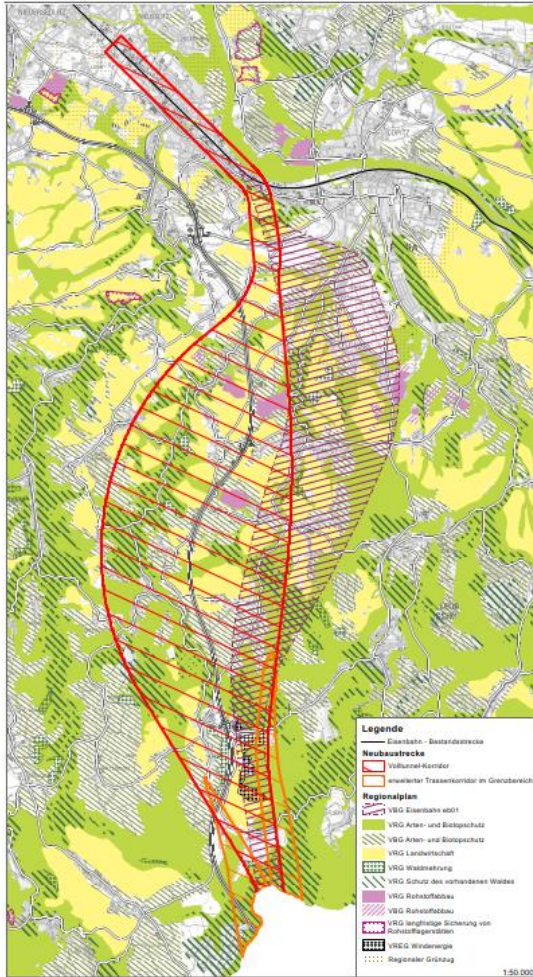 Legende
Eisenbahn - Bestandsstrecke
Neubaustrecke
Volltunnel-Korridor
erweiterter Trassenkorridor im Grenzbereich
Regionalplan
VBG Eisenbahn eb01
VRG Arten- und Biotopschutz
VBG Arten- und Biotopschutz
VRG Landwirtschaft
VRG Waldmehrung
VRG Schutz des vorhandenen Waldes
VRG Rohstoffabbau
VBG Rohstoffabbau
VRG langfristige Sicherung von
Rohstofflagerstätten
VREG Windenergie
Regionaler Grünzug
1:50.000